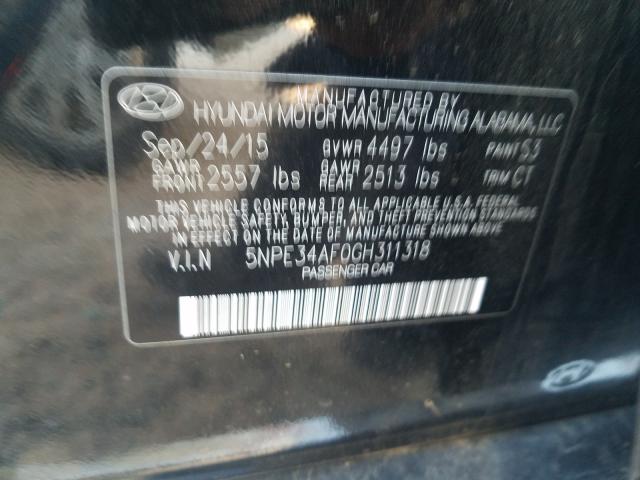 MANUFACTURED BY
HYUNDAI MOTOR MANUFACTURING ALABAMA, LLC
Sep/24/15 GVWR 4497 lbs PAINT S3
GAWR FRONT 2557 lbs GAWR REAR 2513 lbs TRIM CT
THIS VEHICLE CONFORMS TO ALL APPLICABLE U.S.A. FEDERAL
MOTOR VEHICLE SAFETY, BUMPER, AND THEFT PREVENTION STANDARDS
IN EFFECT ON THE DATE OF MANUFACTURE SHOWN ABOVE.
V.I.N 5NPE34AF0GH311318
PASSENGER CAR